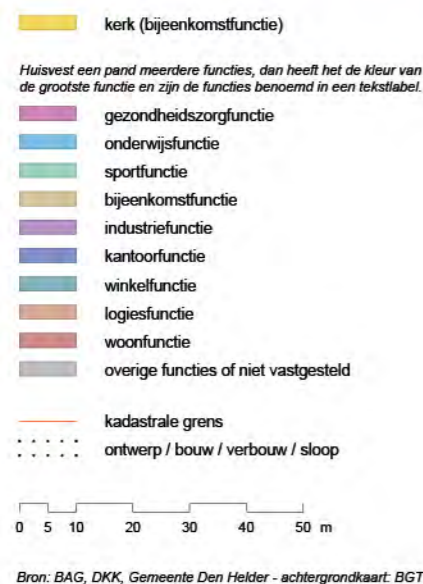 kerk (bijeenkomstfunctie)
Huisvest een pand meerdere functies, dan heeft het de kleur van
de grootste functie en zijn de functies benoemd in een tekstlabel.
gezondheidszorgfunctie
onderwijsfunctie
sportfunctie
bijeenkomstfunctie
industriefunctie
kantoorfunctie
winkelfunctie
logiesfunctie
woonfunctie
overige functies of niet vastgesteld
kadastrale grens
ontwerp / bouw / verbouw / sloop
0 5 10 20 30 40 50 m
Bron: BAG, DKK, Gemeente Den Helder - achtergrondkaart: BGT